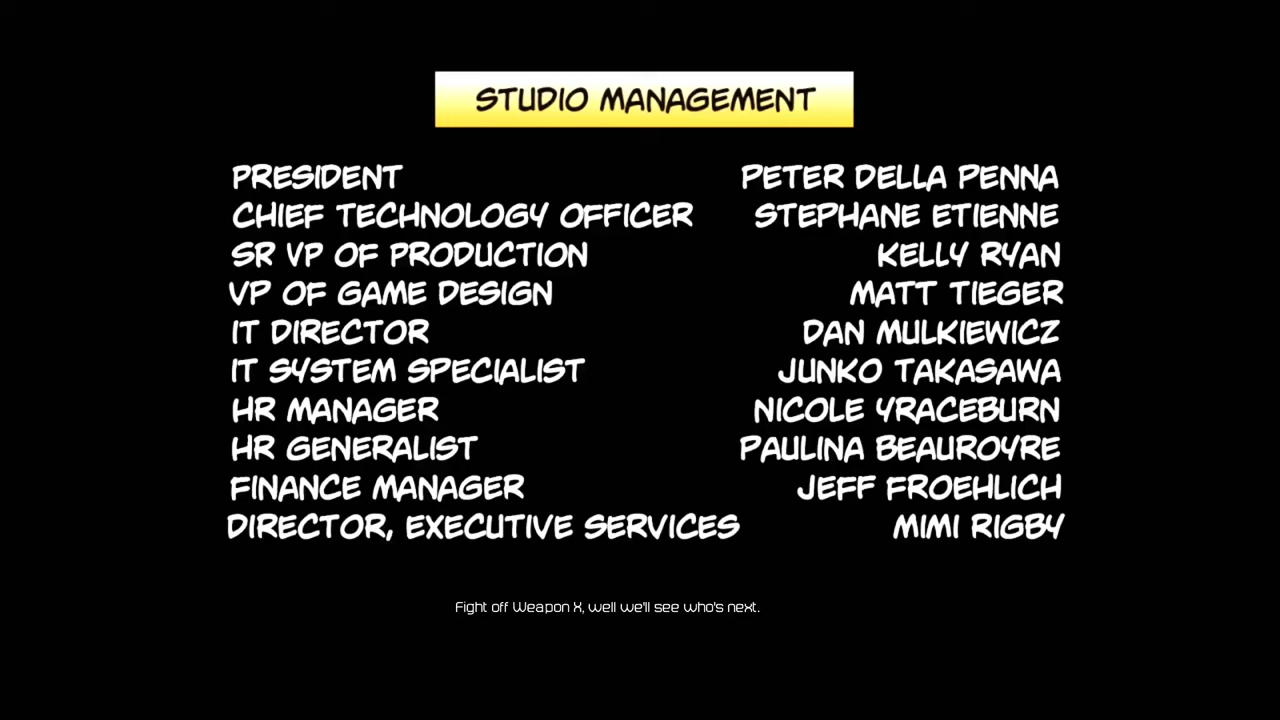 STUDIO MANAGEMENT
PRESIDENT PETER DELLA PENNA
CHIEF TECHNOLOGY OFFICER STEPHANE ETIENNE
SR VP OF PRODUCTION KELLY RYAN
VP OF GAME DESIGN MATT TIEGER
IT DIRECTOR DAN MULKIEWICZ
IT SYSTEM SPECIALIST JUNKO TAKASAWA
HR MANAGER NICOLE YRACEBURN
HR GENERALIST PAULINA BEAUROYRE
FINANCE MANAGER JEFF FROEHLICH
DIRECTOR, EXECUTIVE SERVICES MIMI RIGBY
Fight off Weapon X, well we'll see who's next.